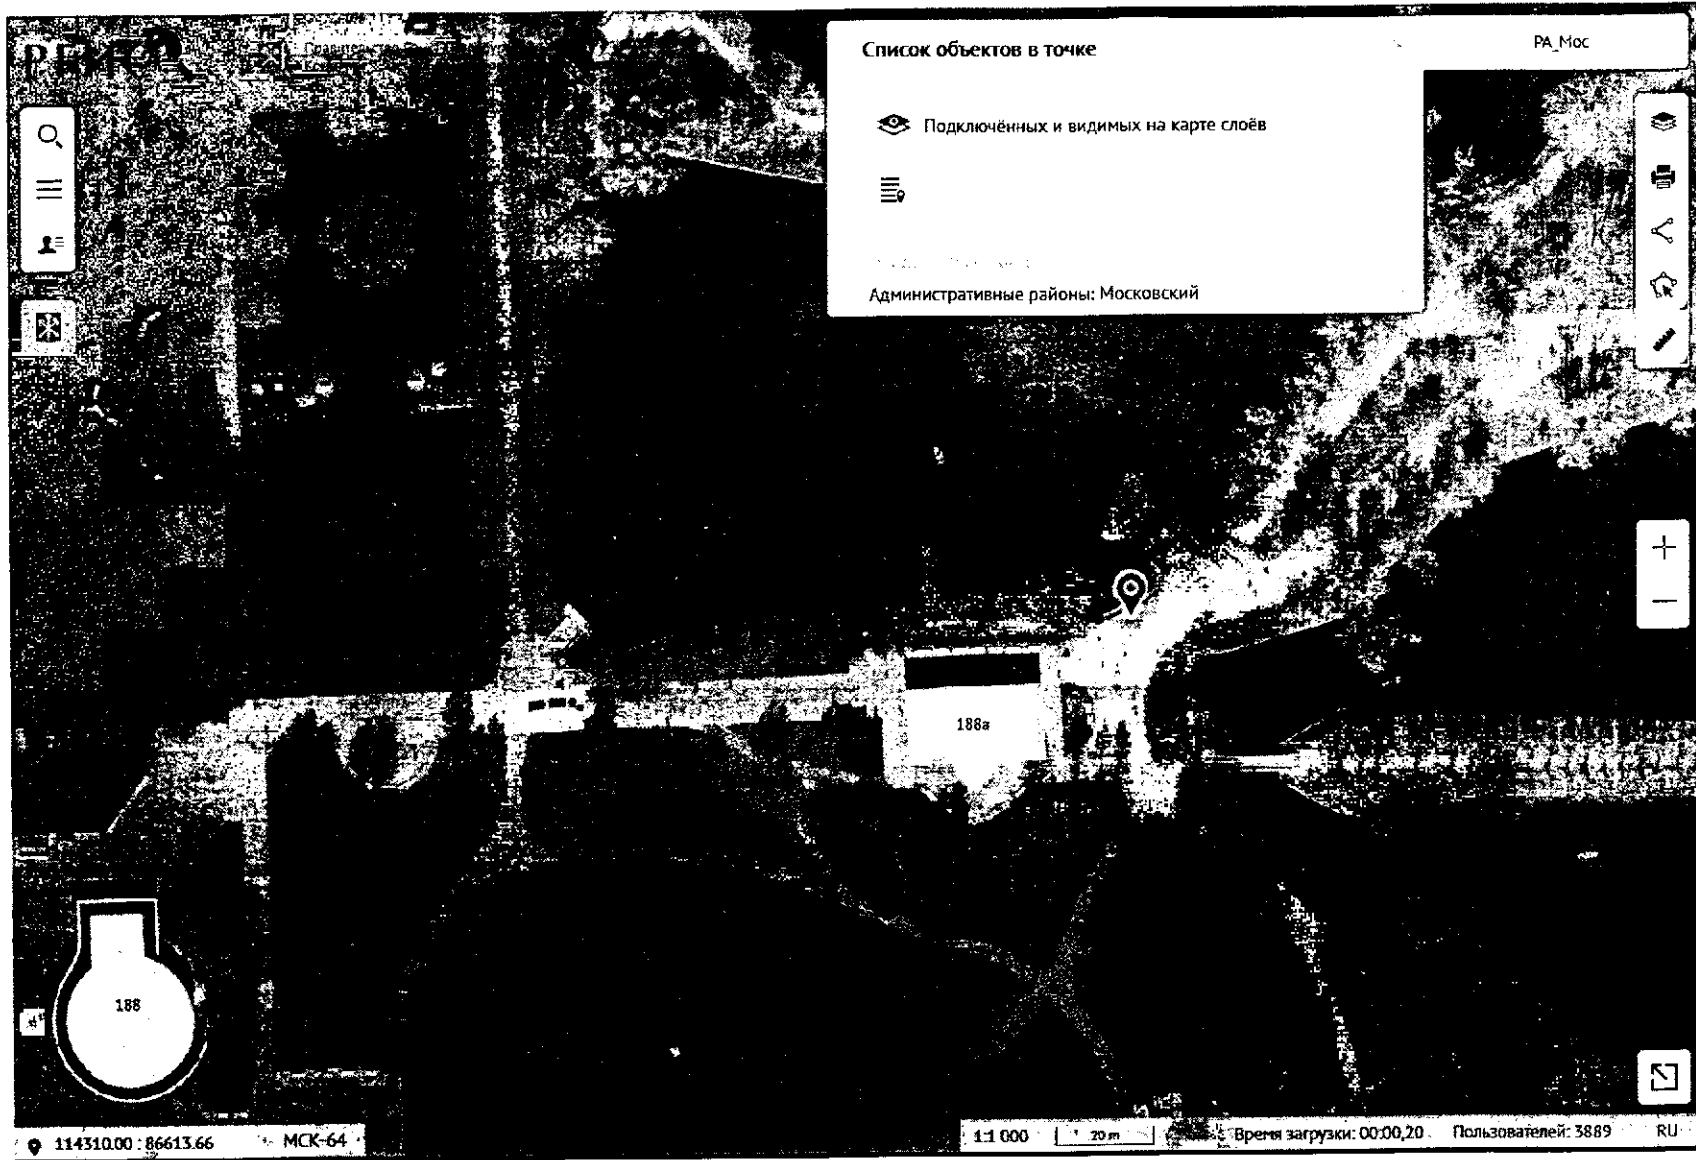 Список объектов в точке
РА_Мос
Подключённых и видимых на карте слоёв
Административные районы: Московский
188а
188
114310.00 : 86613.66
МСК-64
1:1 000
20 m
Время загрузки: 00:00,20
Пользователей: 3889
RU